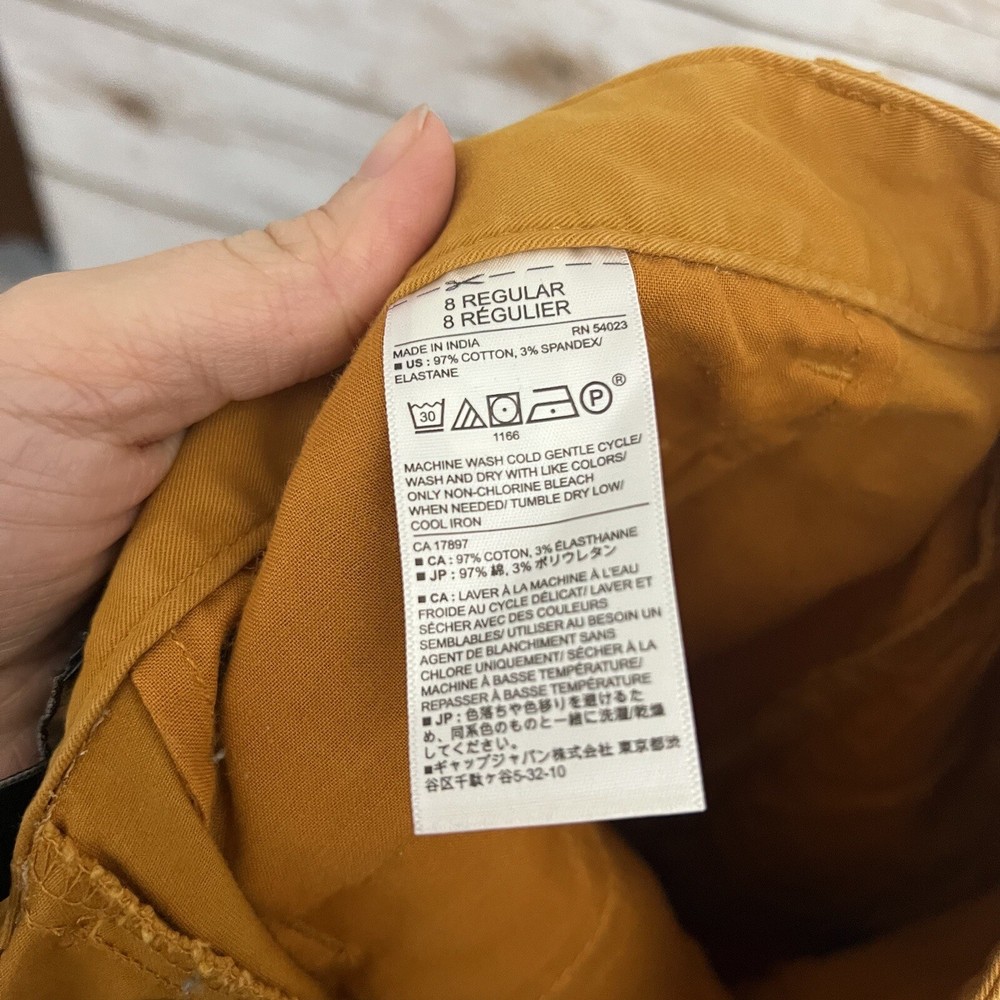 8 REGULAR
8 RÉGULIER
RN 54023
MADE IN INDIA
■ US : 97% COTTON, 3% SPANDEX/
ELASTANE
30 P ®
1166
MACHINE WASH COLD GENTLE CYCLE/
WASH AND DRY WITH LIKE COLORS/
ONLY NON-CHLORINE BLEACH
WHEN NEEDED/ TUMBLE DRY LOW/
COOL IRON
CA 17897
■ CA : 97% COTON, 3% ÉLASTHANNE
■ JP : 97% 綿, 3% ポリウレタン
■ CA : LAVER À LA MACHINE À L'EAU
FROIDE AU CYCLE DÉLICAT/ LAVER ET
SÉCHER AVEC DES COULEURS
SEMBLABLES/ UTILISER AU BESOIN UN
AGENT DE BLANCHIMENT SANS
CHLORE UNIQUEMENT/ SÉCHER À LA
MACHINE À BASSE TEMPÉRATURE/
REPASSER À BASSE TEMPÉRATURE
■ JP : 色落ちや色移りを避けるた
め、同系色のものと一緒に洗濯/乾燥
してください。
■ギャップジャパン株式会社 東京都渋
谷区千駄ヶ谷5-32-10